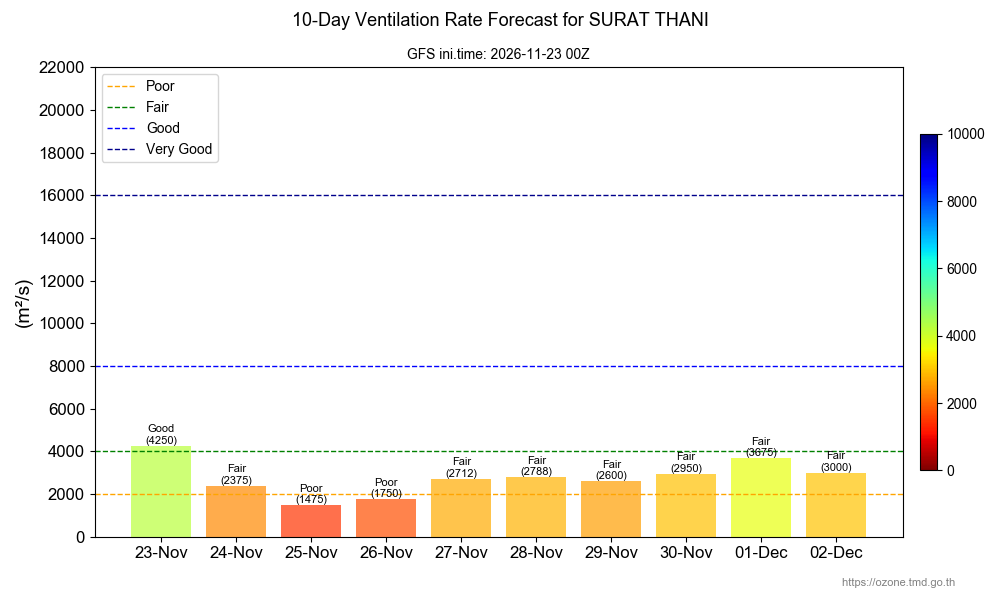 10-Day Ventilation Rate Forecast for SURAT THANI
GFS ini.time: 2026-11-23 00Z
(m²/s)
22000
20000
18000
16000
14000
12000
10000
8000
6000
4000
2000
0
Poor
Fair
Good
Very Good
Good
(4250)
Fair
(2375)
Poor
(1475)
Poor
(1750)
Fair
(2712)
Fair
(2788)
Fair
(2600)
Fair
(2950)
Fair
(3675)
Fair
(3000)
23-Nov
24-Nov
25-Nov
26-Nov
27-Nov
28-Nov
29-Nov
30-Nov
01-Dec
02-Dec
10000
8000
6000
4000
2000
0
https://ozone.tmd.go.th